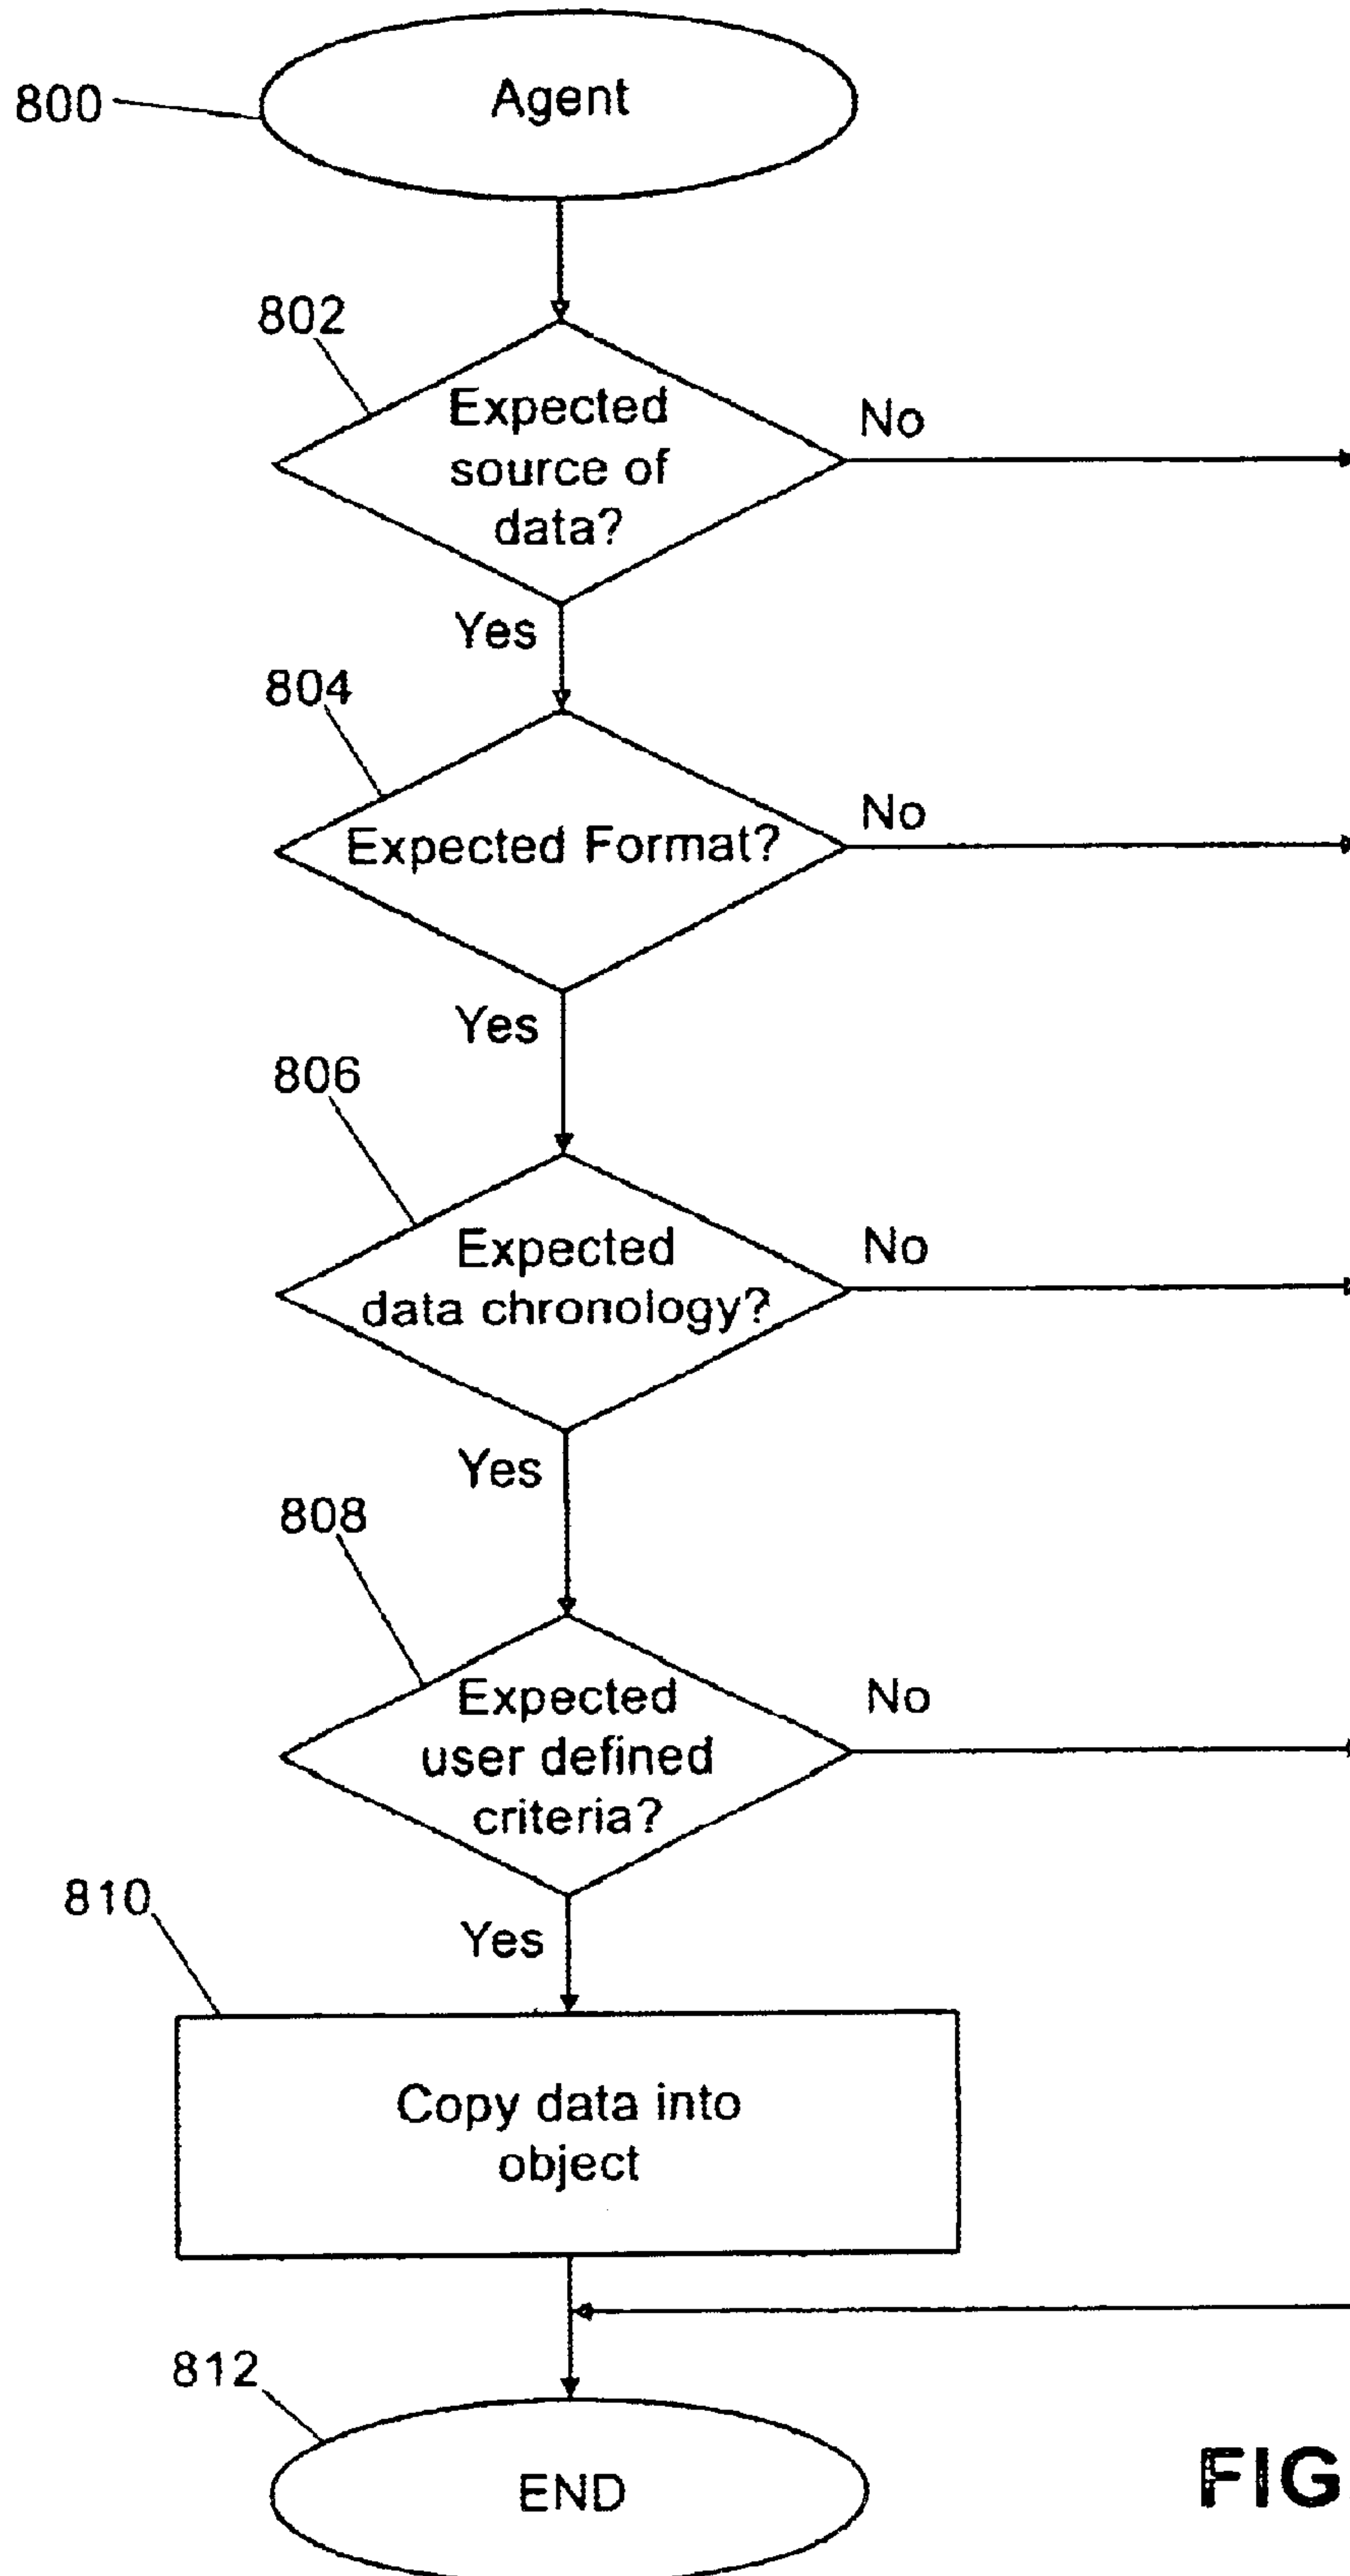 800
Agent
802
Expected
source of
data?
No
Yes
804
Expected Format?
No
Yes
806
Expected
data chronology?
No
Yes
808
Expected
user defined
criteria?
No
Yes
810
Copy data into
object
812
END
FIG.